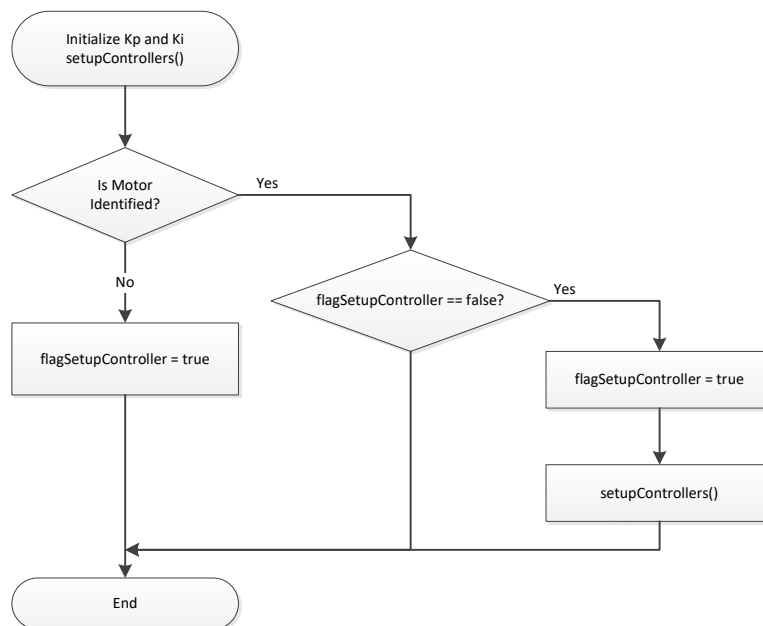 Initialize Kp and Ki
setupControllers()
Is Motor
Identified?
Yes
No
flagSetupController == false?
Yes
flagSetupController = true
flagSetupController = true
setupControllers()
End